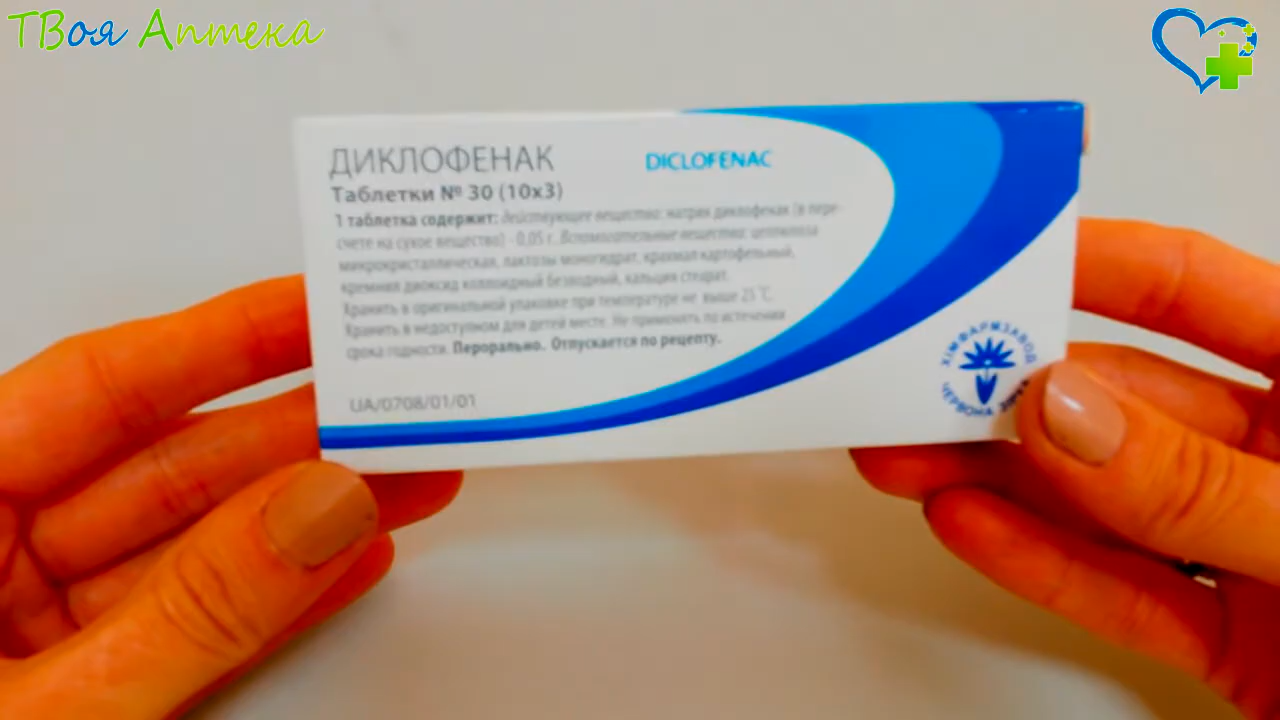 ТВоя Аптека
ДИКЛОФЕНАК
DICLOFENAC
Таблетки № 30 (10x3)
1 таблетка содержит: действующее вещество: натрия диклофенак (в пере-
счете на сухое вещество) - 0,05 г. Вспомогательные вещества: целлюлоза
микрокристаллическая, лактозы моногидрат, крахмал картофельный,
кремния диоксид коллоидный безводный, кальция стеарат.
Хранить в оригинальной упаковке при температуре не выше 25 °C.
Хранить в недоступном для детей месте. Не применять по истечении
срока годности. Перорально. Отпускается по рецепту.
UA/0708/01/01
ХІМФАРМЗАВОД
ЧЕРВОНА